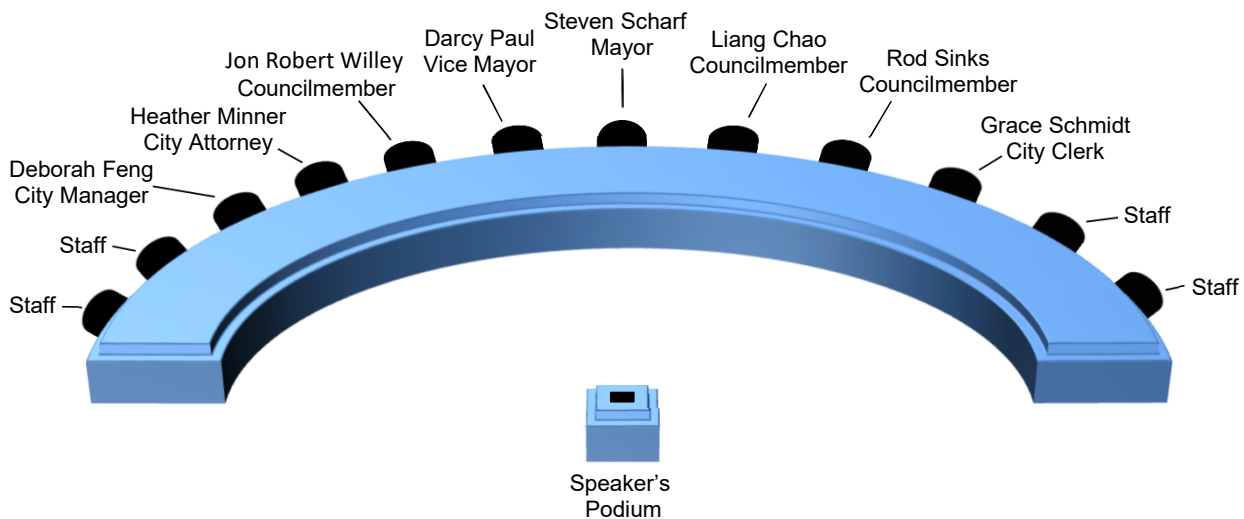 Steven Scharf
Mayor
Darcy Paul
Vice Mayor
Liang Chao
Councilmember
Jon Robert Willey
Councilmember
Rod Sinks
Councilmember
Heather Minner
City Attorney
Grace Schmidt
City Clerk
Deborah Feng
City Manager
Staff
Staff
Staff
Staff
Speaker's
Podium